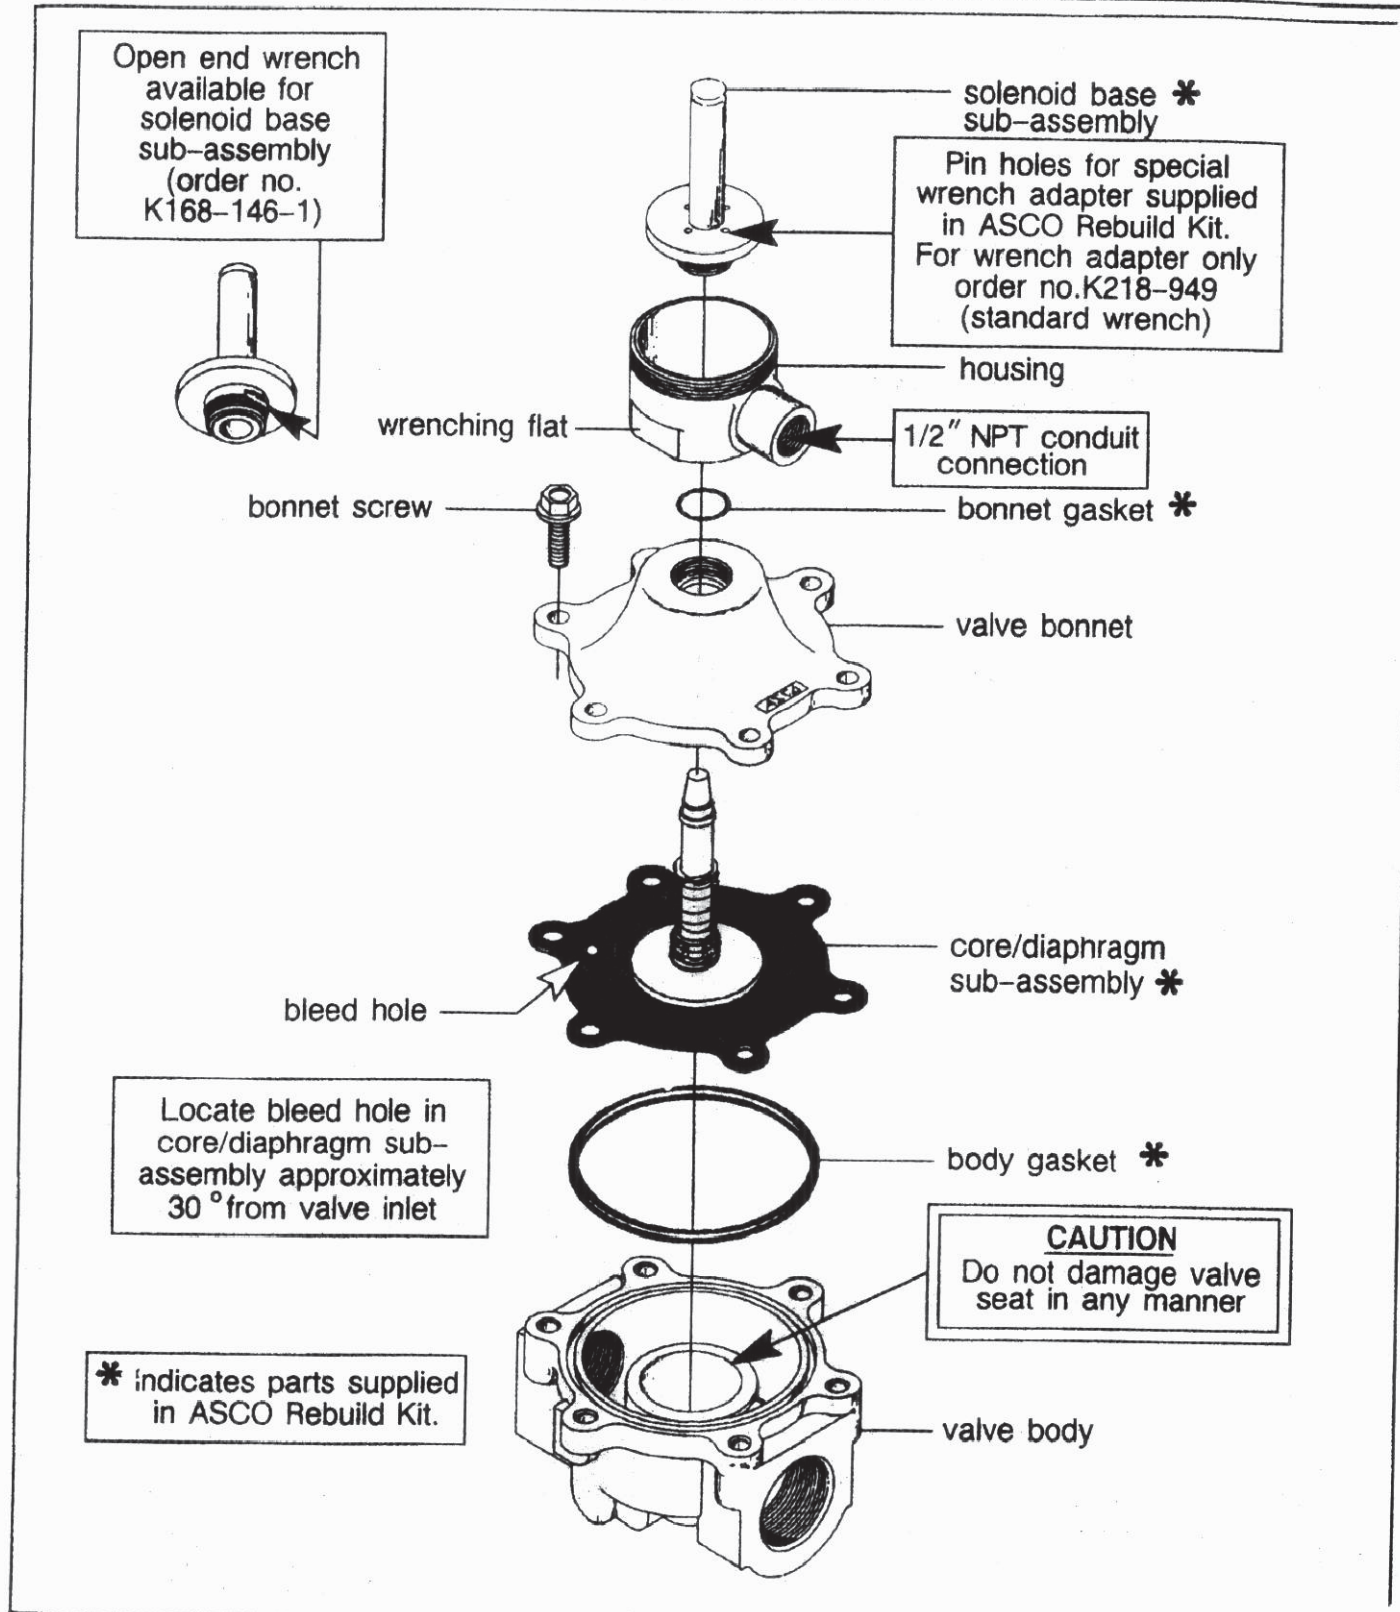 Open end wrench
available for
solenoid base
sub-assembly
(order no.
K168-146-1)
solenoid base *
sub-assembly
Pin holes for special
wrench adapter supplied
in ASCO Rebuild Kit.
For wrench adapter only
order no.K218-949
(standard wrench)
housing
wrenching flat
1/2" NPT conduit
connection
bonnet screw
bonnet gasket *
valve bonnet
ASCO
core/diaphragm
sub-assembly *
bleed hole
Locate bleed hole in
core/diaphragm sub-
assembly approximately
30° from valve inlet
body gasket *
CAUTION
Do not damage valve
seat in any manner
* indicates parts supplied
in ASCO Rebuild Kit.
valve body